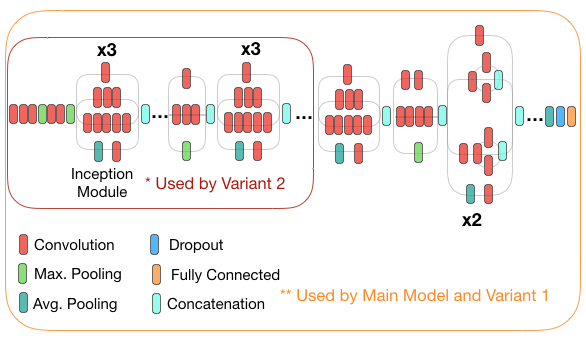 x3
x3
...
...
...
Inception
Module
* Used by Variant 2
x2
Convolution
Dropout
Max. Pooling
Fully Connected
Avg. Pooling
Concatenation
** Used by Main Model and Variant 1